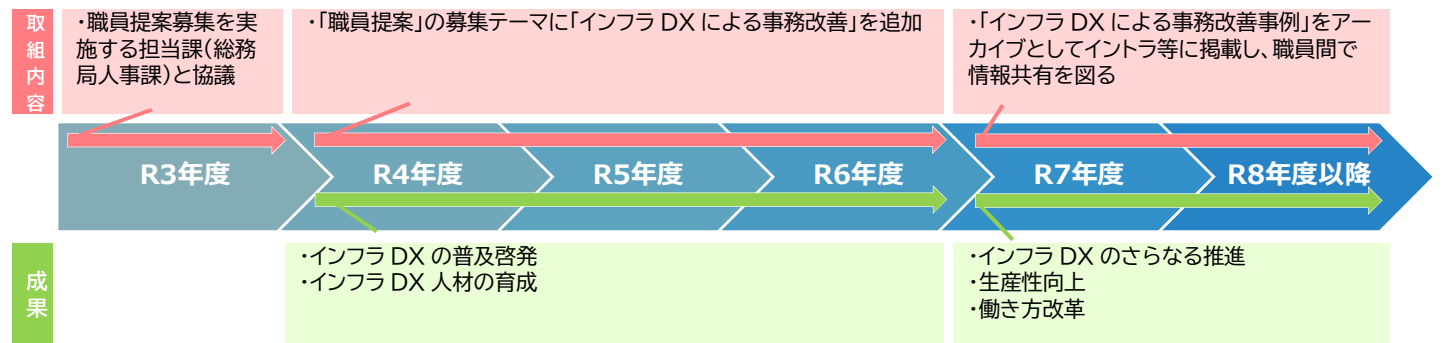 取組内容
・職員提案募集を実
施する担当課(総務
局人事課)と協議
・「職員提案」の募集テーマに「インフラ DX による事務改善」を追加
・「インフラ DX による事務改善事例」をアー
カイブとしてイントラ等に掲載し、職員間で
情報共有を図る
R3年度
R4年度
R5年度
R6年度
R7年度
R8年度以降
成果
・インフラ DX の普及啓発
・インフラ DX 人材の育成
・インフラ DX のさらなる推進
・生産性向上
・働き方改革